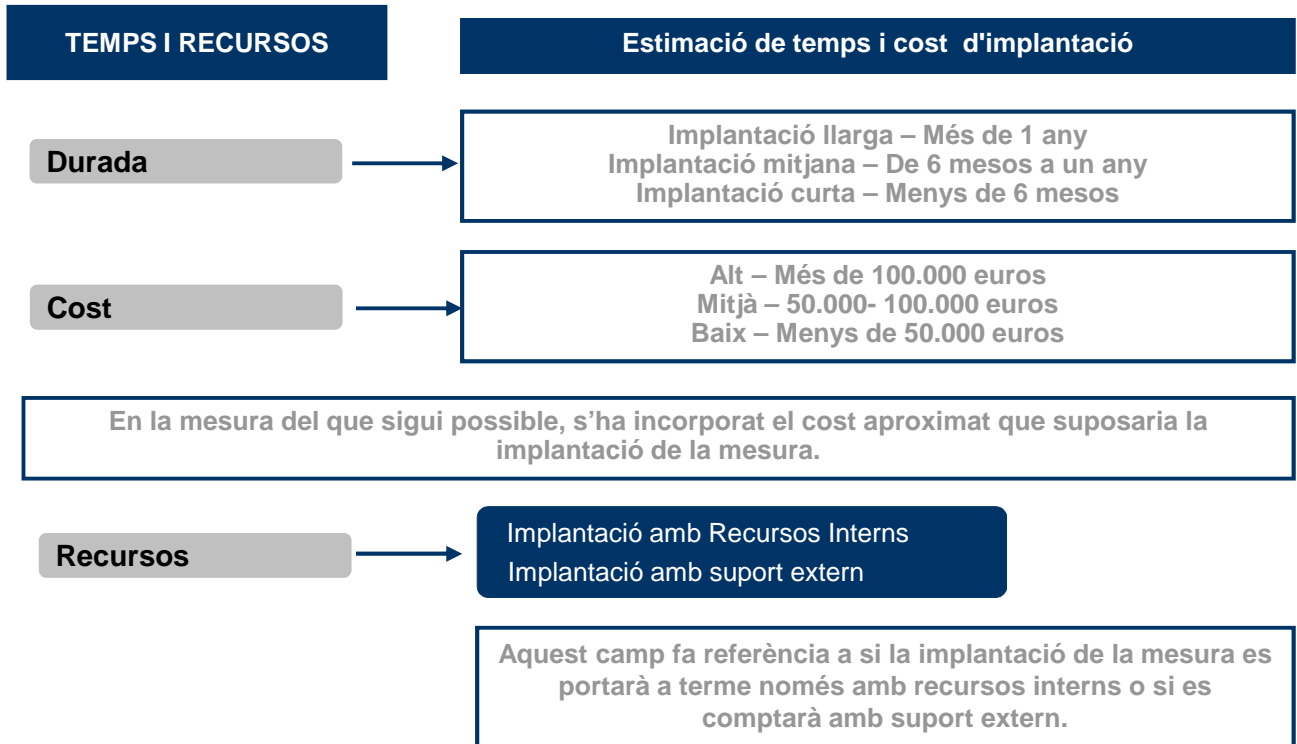 TEMPS I RECURSOS
Estimació de temps i cost d'implantació
Durada
Implantació llarga – Més de 1 any
Implantació mitjana – De 6 mesos a un any
Implantació curta – Menys de 6 mesos
Cost
Alt – Més de 100.000 euros
Mitjà – 50.000- 100.000 euros
Baix – Menys de 50.000 euros
En la mesura del que sigui possible, s’ha incorporat el cost aproximat que suposaria la
implantació de la mesura.
Recursos
Implantació amb Recursos Interns
Implantació amb suport extern
Aquest camp fa referència a si la implantació de la mesura es
portarà a terme només amb recursos interns o si es
comptarà amb suport extern.